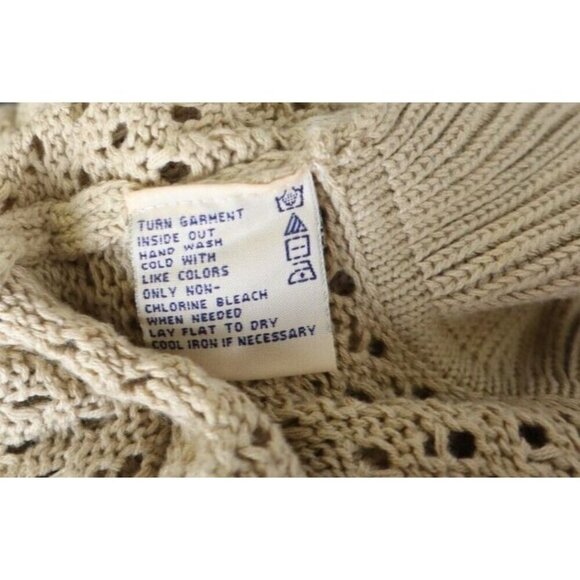 TURN GARMENT
INSIDE OUT
HAND WASH
COLD WITH
LIKE COLORS
ONLY NON-
CHLORINE BLEACH
WHEN NEEDED
LAY FLAT TO DRY
COOL IRON IF NECESSARY